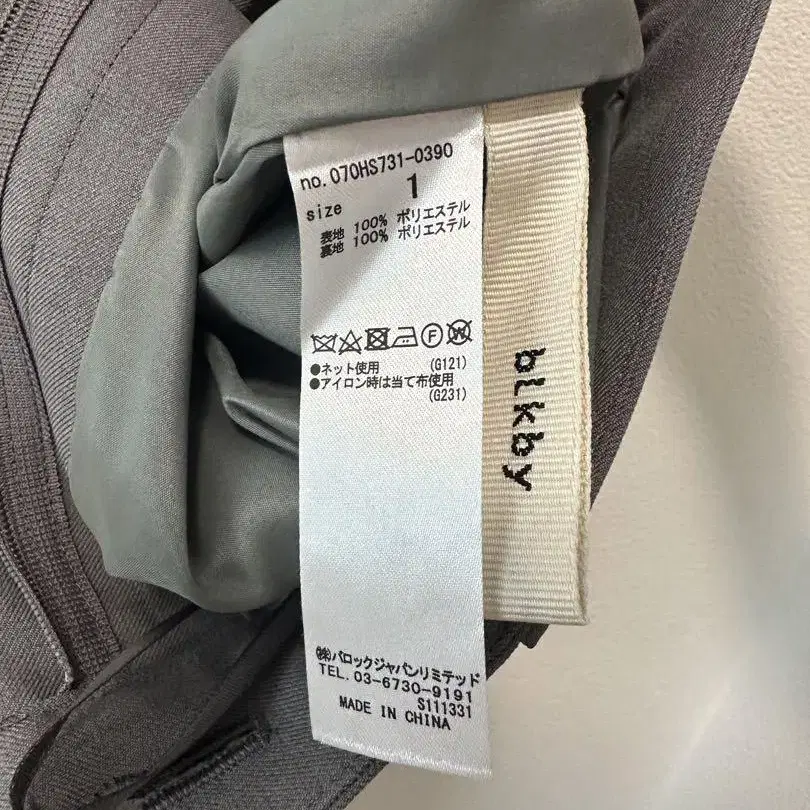 no. 070HS731-0390
size 1
表地 100% ポリエステル
裏地 100% ポリエステル
●ネット使用 (G121)
●アイロン時は当て布使用
(G231)
㈱バロックジャパンリミテッド
TEL. 03-6730-9191
S111331
MADE IN CHINA
blkby